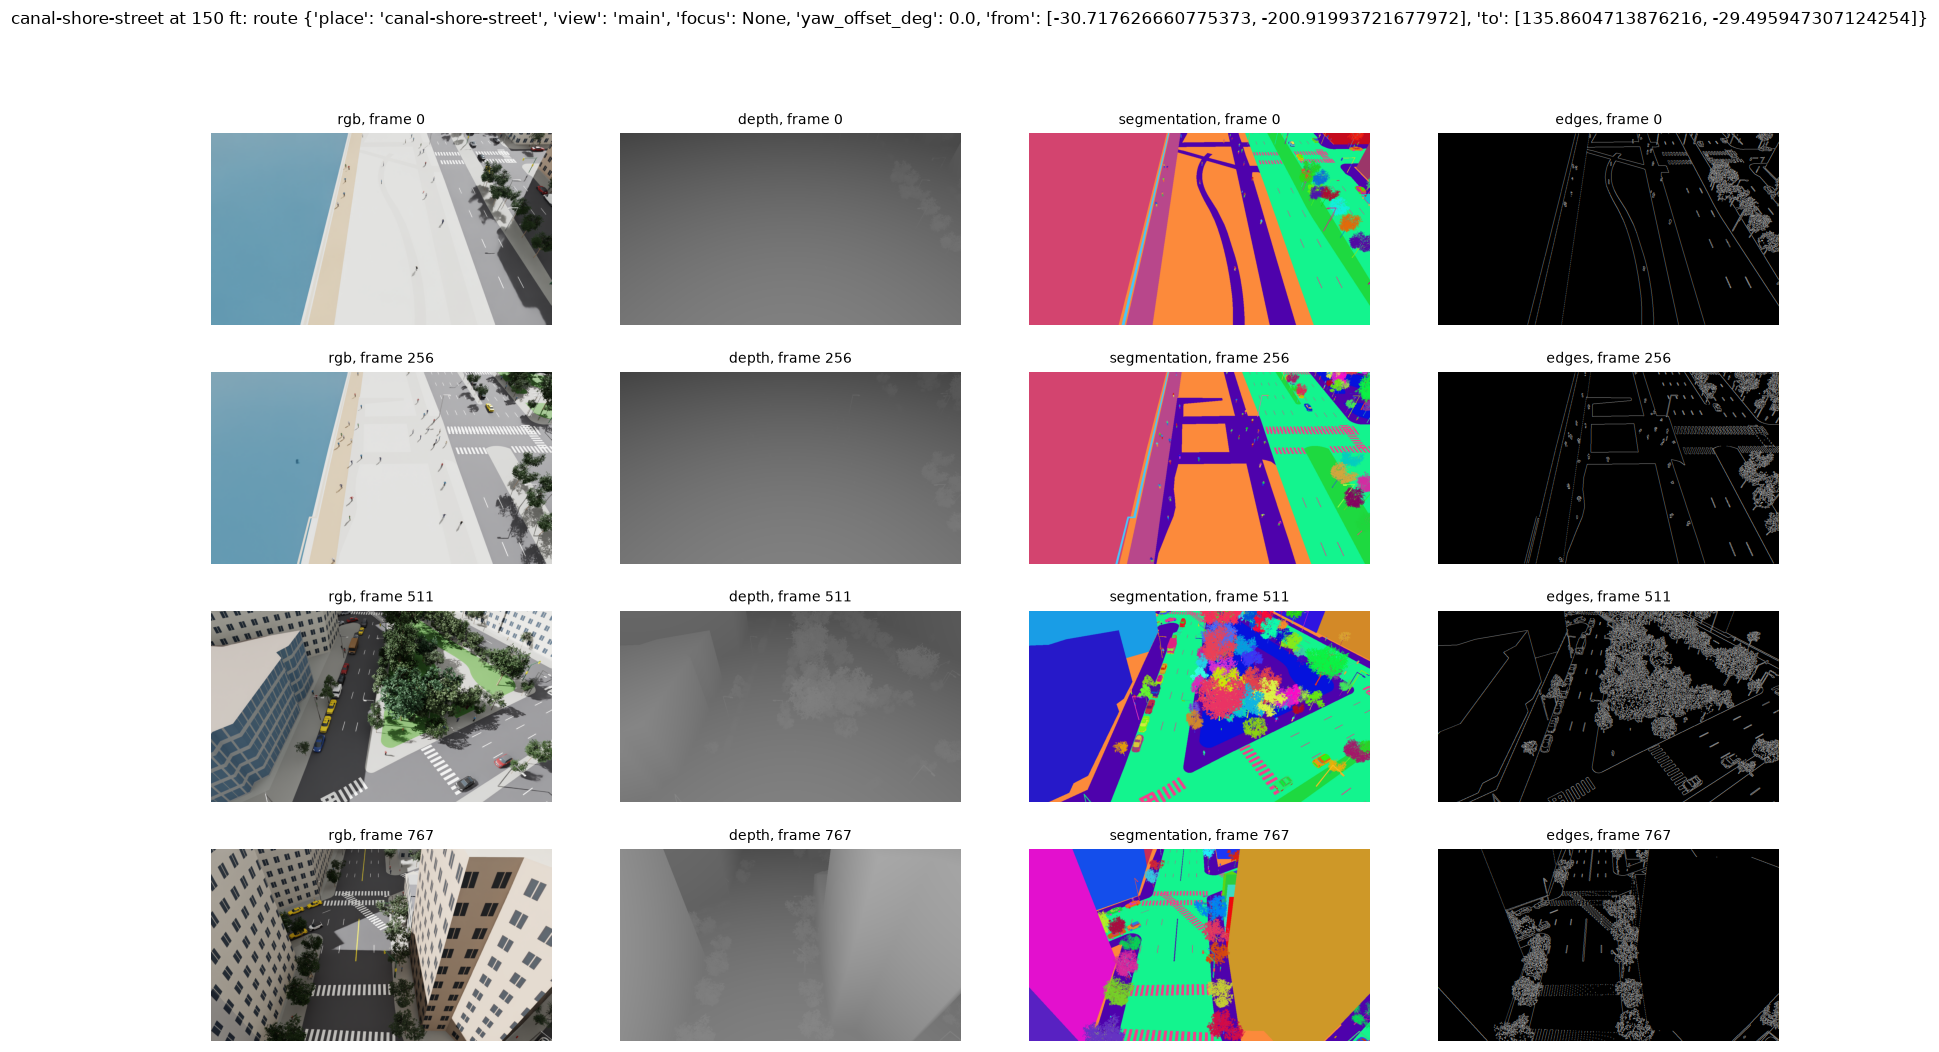 canal-shore-street at 150 ft: route {'place': 'canal-shore-street', 'view': 'main', 'focus': None, 'yaw_offset_deg': 0.0, 'from': [-30.717626660775373, -200.91993721677972], 'to': [135.8604713876216, -29.495947307124254]}
rgb, frame 0
depth, frame 0
segmentation, frame 0
edges, frame 0
rgb, frame 256
depth, frame 256
segmentation, frame 256
edges, frame 256
rgb, frame 511
depth, frame 511
segmentation, frame 511
edges, frame 511
rgb, frame 767
depth, frame 767
segmentation, frame 767
edges, frame 767